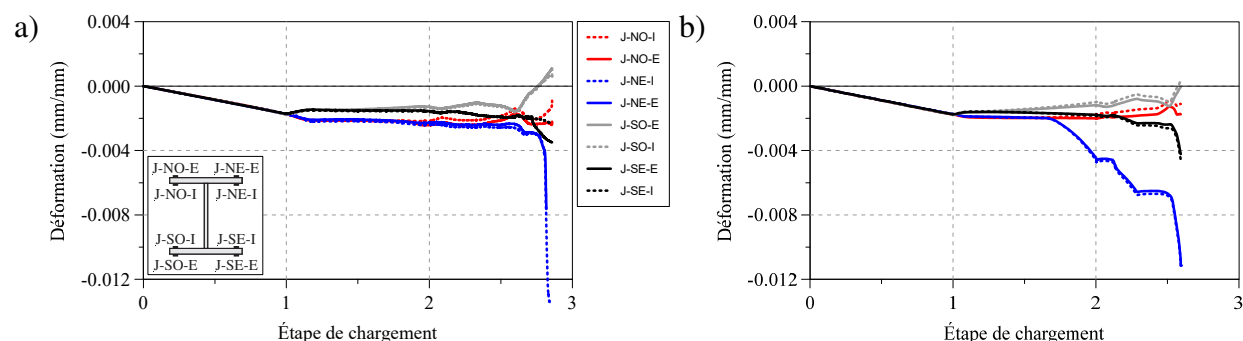 a)
Déformation (mm/mm)
0.004
0.000
-0.004
-0.008
-0.012
0 1 2 3
Étape de chargement
J-NO-E J-NE-E
J-NO-I J-NE-I
J-SO-I J-SE-I
J-SO-E J-SE-E
J-NO-I
J-NO-E
J-NE-I
J-NE-E
J-SO-E
J-SO-I
J-SE-E
J-SE-I
b)
Déformation (mm/mm)
0.004
0.000
-0.004
-0.008
-0.012
0 1 2 3
Étape de chargement